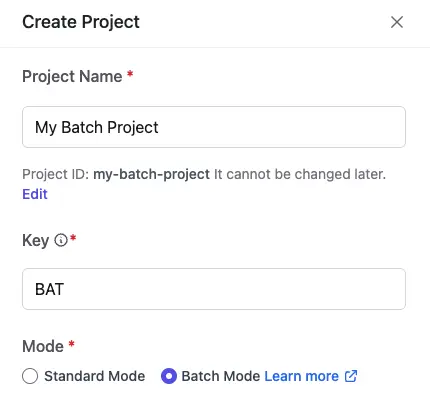 Create Project
Project Name *
My Batch Project
Project ID: my-batch-project It cannot be changed later.
Edit
Key *
BAT
Mode *
Standard Mode Batch Mode Learn more